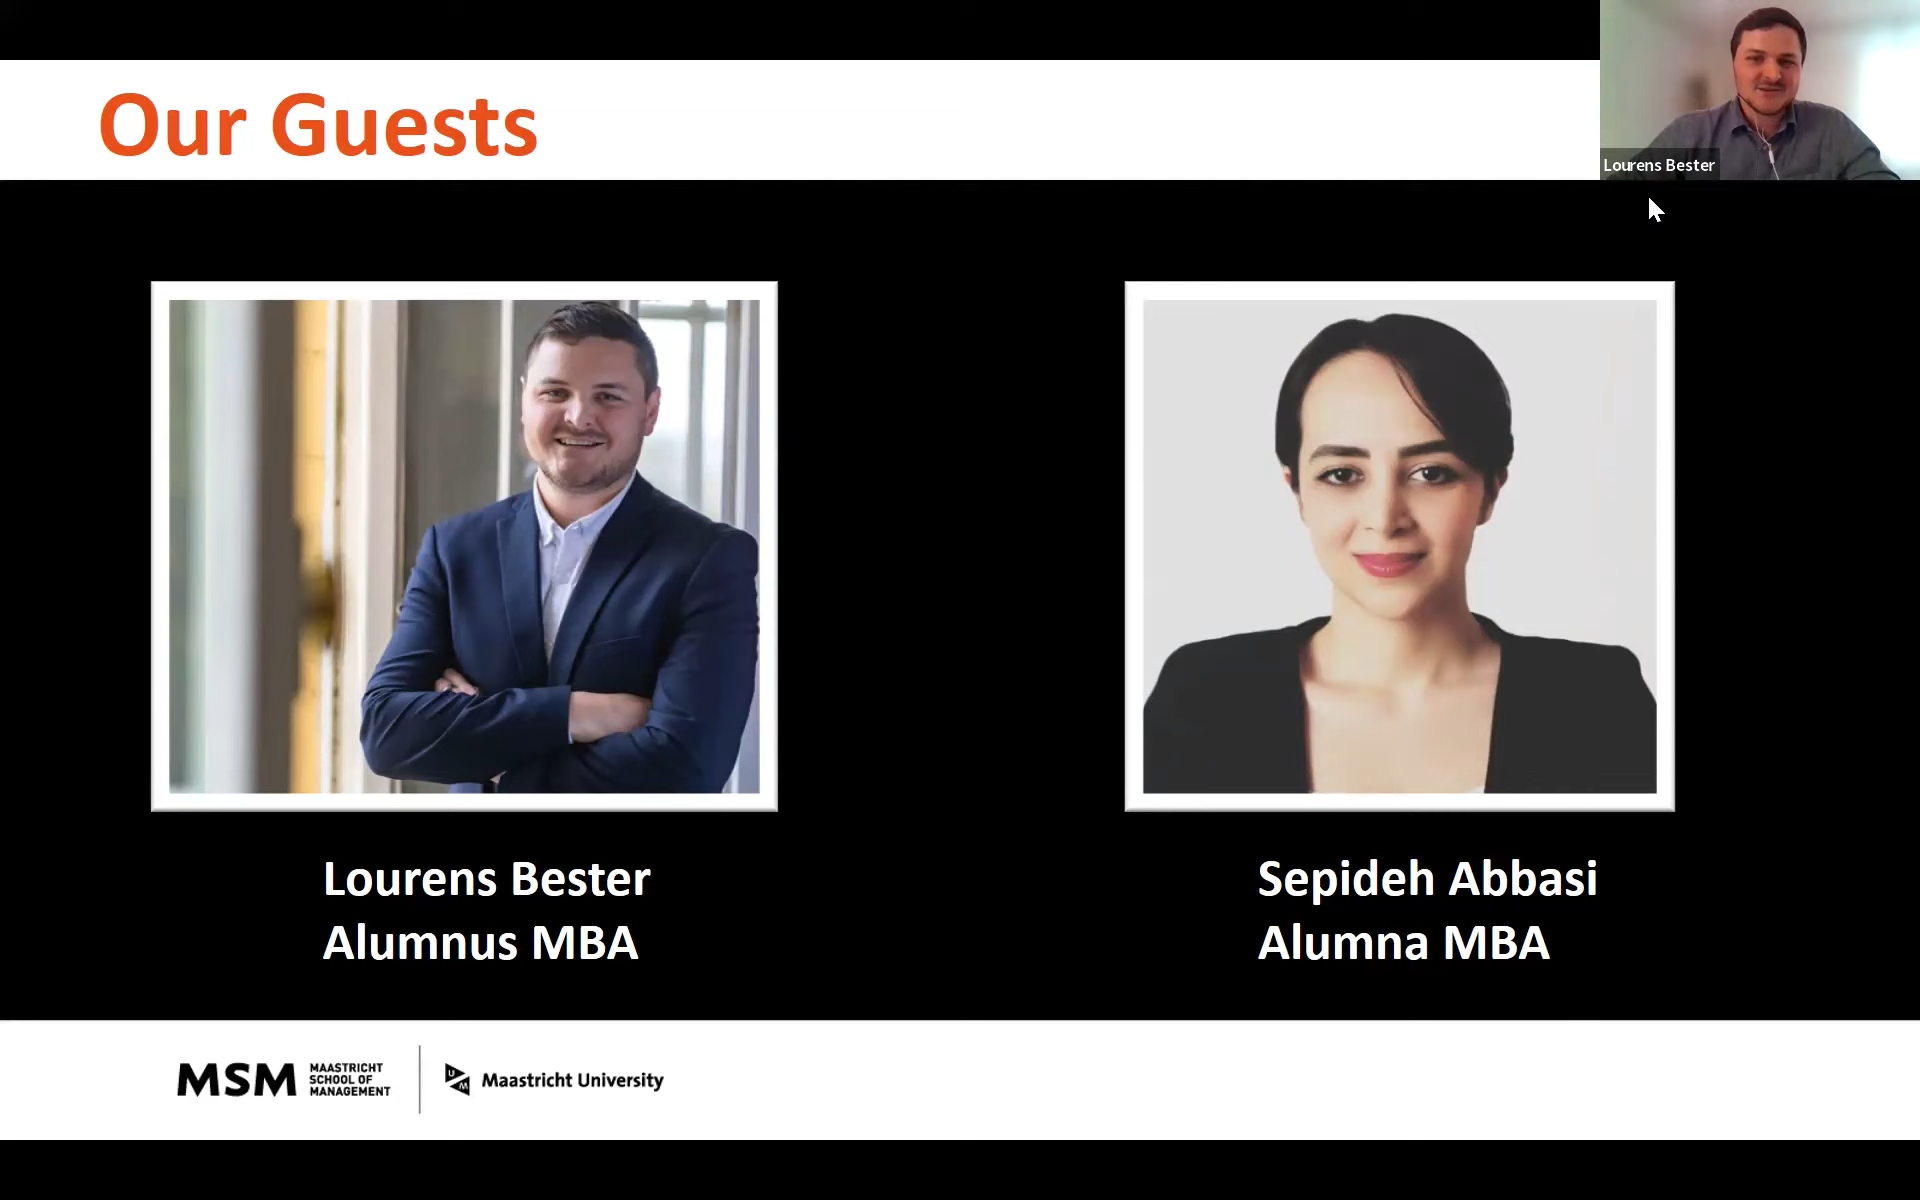 Our Guests
Lourens Bester
Lourens Bester
Alumnus MBA
Sepideh Abbasi
Alumna MBA
MSM
MAASTRICHT
SCHOOL OF
MANAGEMENT
UM
Maastricht University